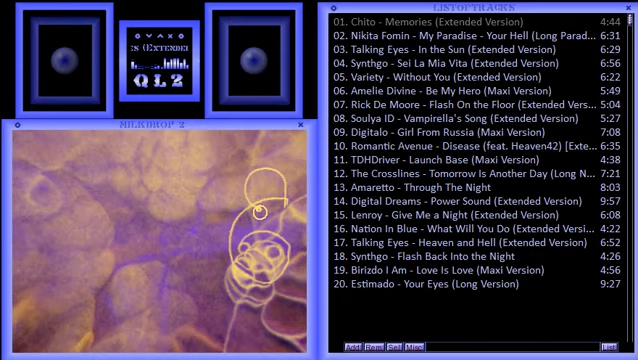 LISTOFTRACKS
:S (EXTENDED
QL2
MILKDROP 2
01. Chito - Memories (Extended Version) 4:44
02. Nikita Fomin - My Paradise - Your Hell (Long Parad... 6:31
03. Talking Eyes - In the Sun (Extended Version) 6:29
04. Synthgo - Sei La Mia Vita (Extended Version) 6:56
05. Variety - Without You (Extended Version) 6:22
06. Amelie Divine - Be My Hero (Maxi Version) 5:49
07. Rick De Moore - Flash On the Floor (Extended Vers... 5:04
08. Soulya ID - Vampirella's Song (Extended Version) 5:27
09. Digitalo - Girl From Russia (Maxi Version) 7:08
10. Romantic Avenue - Disease (feat. Heaven42) [Exte... 6:35
11. TDHDriver - Launch Base (Maxi Version) 4:38
12. The Crosslines - Tomorrow Is Another Day (Long N... 7:21
13. Amaretto - Through The Night 8:03
14. Digital Dreams - Power Sound (Extended Version) 9:57
15. Lenroy - Give Me a Night (Extended Version) 6:08
16. Nation In Blue - What Will You Do (Extended Versi... 4:22
17. Talking Eyes - Heaven and Hell (Extended Version) 6:52
18. Synthgo - Flash Back Into the Night 4:26
19. Birizdo I Am - Love Is Love (Maxi Version) 4:56
20. Estimado - Your Eyes (Long Version) 9:27
Add Rem Sel Misc List